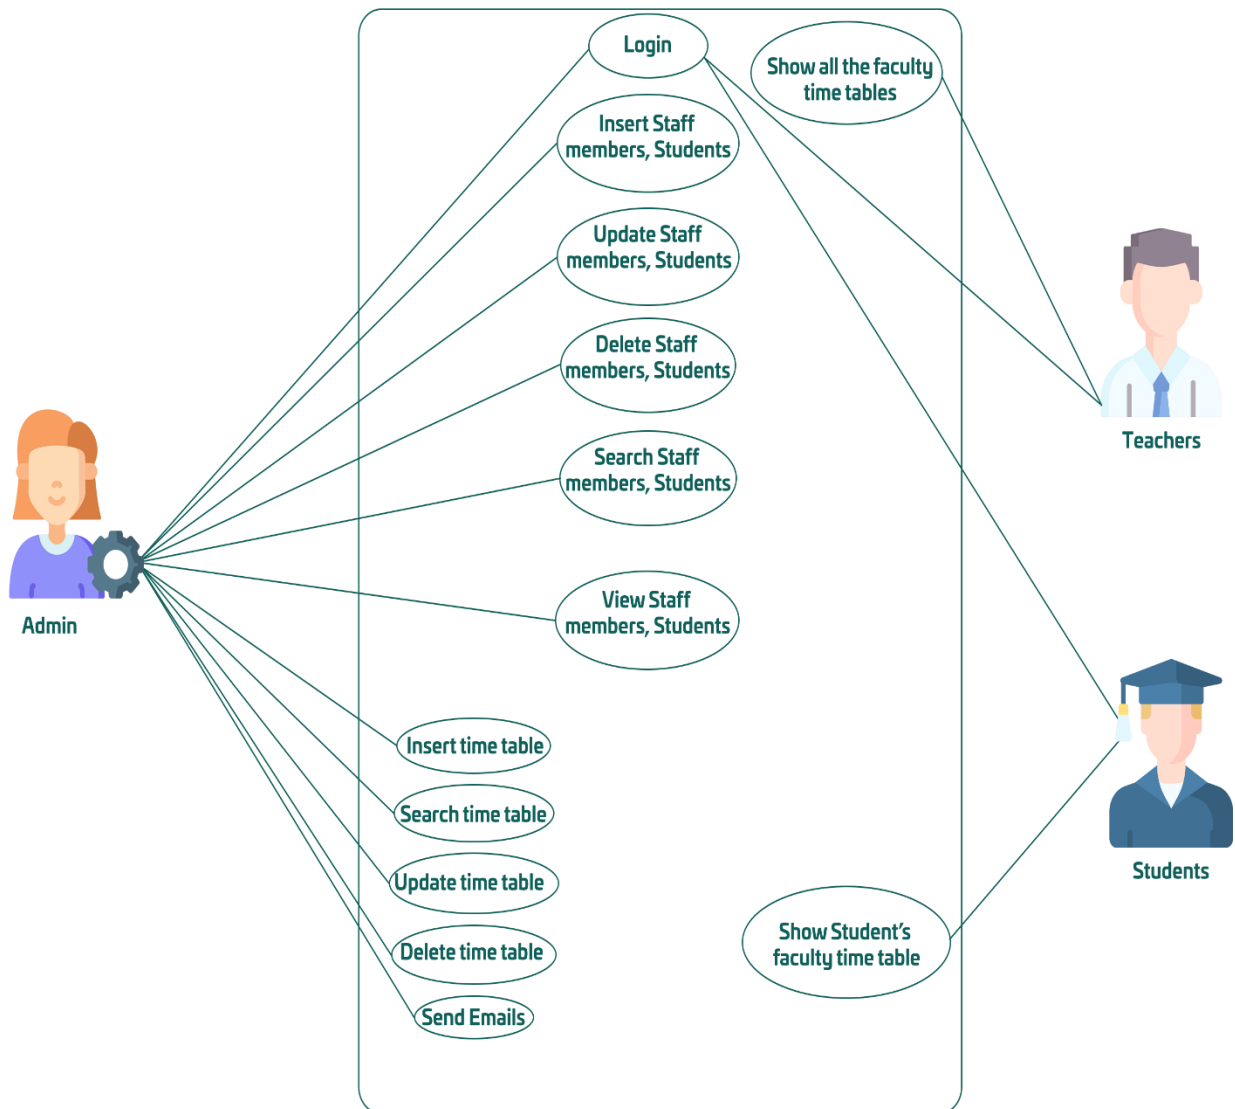 Login
Show all the faculty
time tables
Insert Staff
members, Students
Update Staff
members, Students
Delete Staff
members, Students
Teachers
Search Staff
members, Students
View Staff
members, Students
Admin
Insert time table
Search time table
Update time table
Students
Show Student's
faculty time table
Delete time table
Send Emails